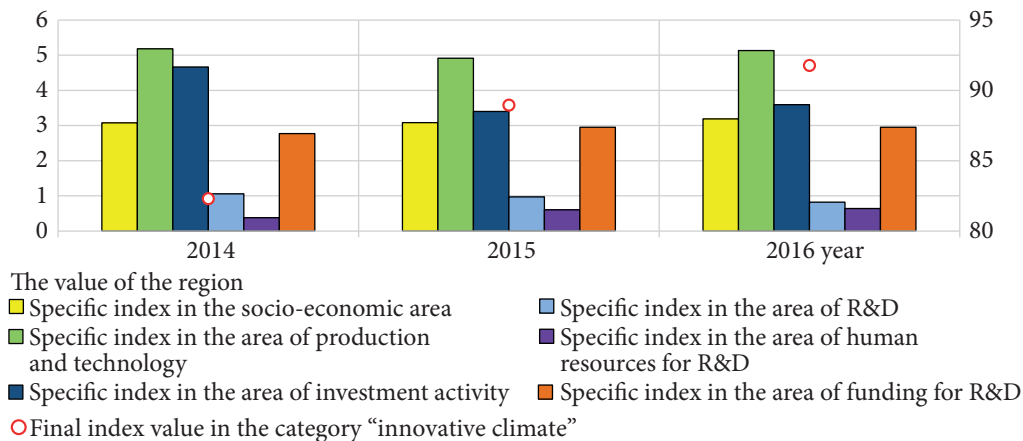 6
5
4
3
2
1
0
95
90
85
80
2014
2015
2016 year
The value of the region
Specific index in the socio-economic area
Specific index in the area of production
and technology
Specific index in the area of investment activity
Specific index in the area of R&D
Specific index in the area of human
resources for R&D
Specific index in the area of funding for R&D
Final index value in the category “innovative climate”